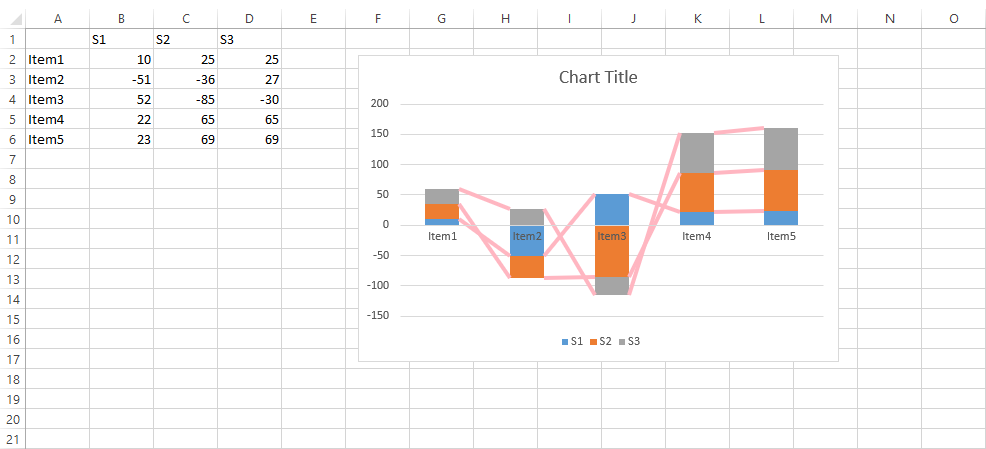 A B C D E F G H I J K L M N O
1 S1 S2 S3
2 Item1 10 25 25
3 Item2 -51 -36 27
4 Item3 52 -85 -30
5 Item4 22 65 65
6 Item5 23 69 69
7
8
9
10
11
12
13
14
15
16
17
18
19
20
21
Chart Title
200
150
100
50
0
Item1 Item2 Item3 Item4 Item5
-50
-100
-150
S1 S2 S3